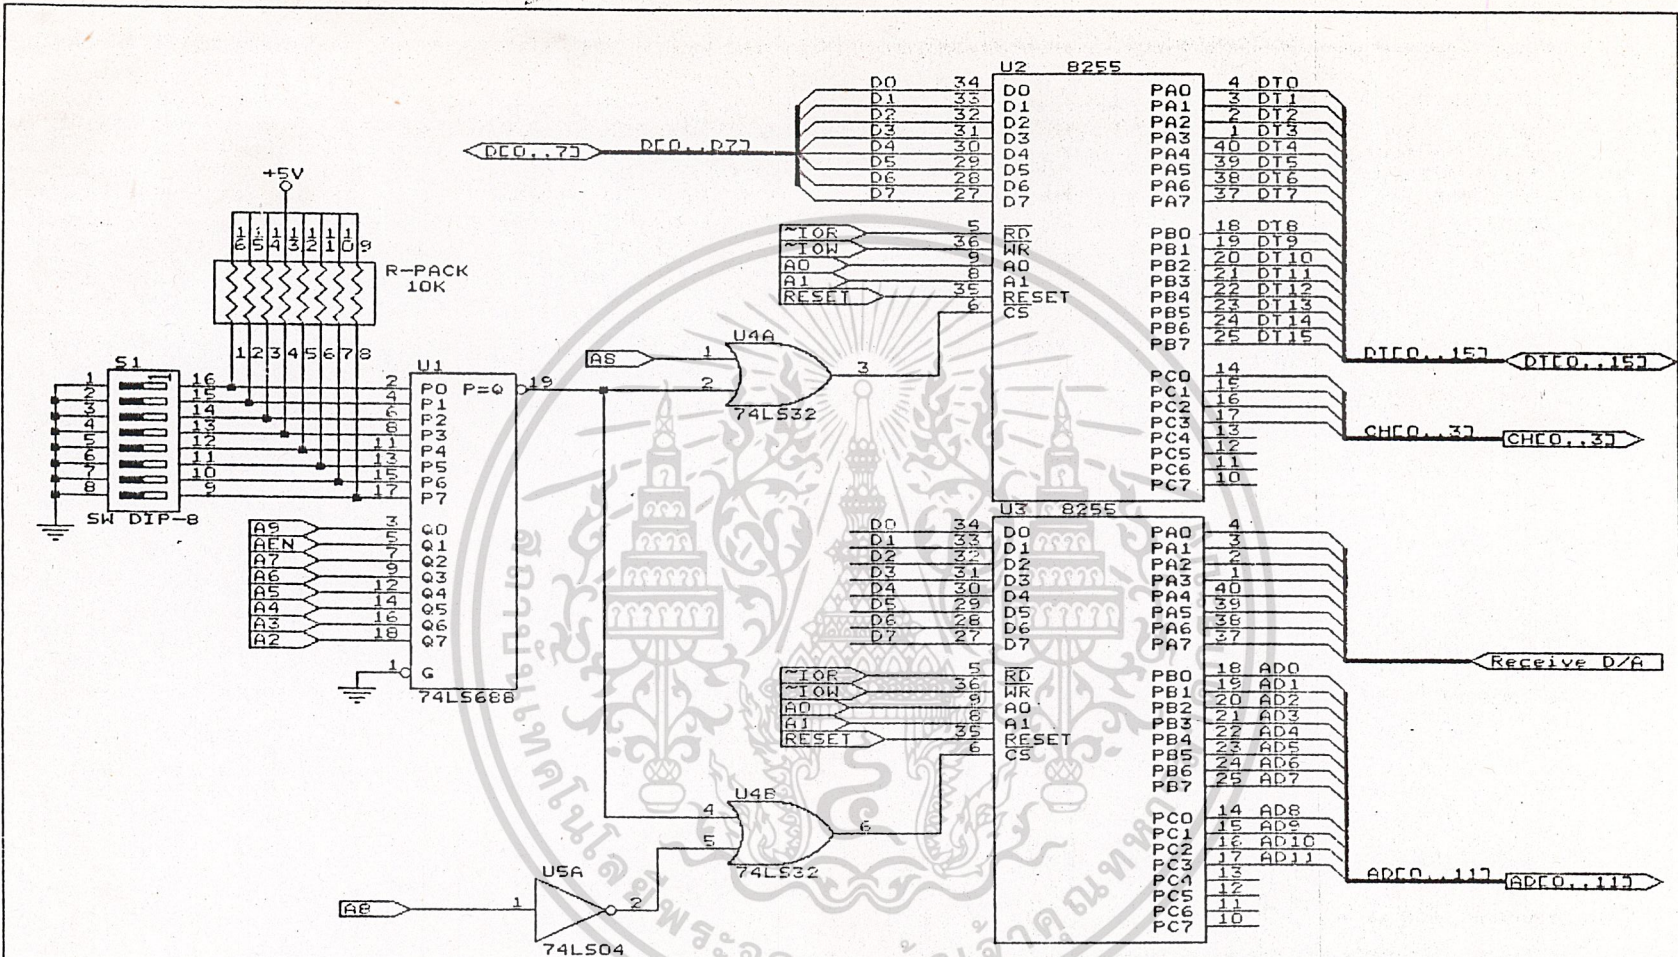 U2 8255
D0 34 D0 PA0 4 DT0
D1 33 D1 PA1 3 DT1
D2 32 D2 PA2 2 DT2
D3 31 D3 PA3 1 DT3
D4 30 D4 PA4 40 DT4
D5 29 D5 PA5 39 DT5
D6 28 D6 PA6 38 DT6
D7 27 D7 PA7 37 DT7
D[0..7] D[0..D7]
~IOR 5 RD PB0 18 DT8
~IOW 36 WR PB1 19 DT9
A0 9 A0 PB2 20 DT10
A1 8 A1 PB3 21 DT11
RESET 35 RESET PB4 22 DT12
6 CS PB5 23 DT13
PB6 24 DT14
PB7 25 DT15
DT[0..15] DT[0..15]
PC0 14
PC1 15
PC2 16
PC3 17
PC4 13
PC5 12
PC6 11
PC7 10
CH[0..3] CH[0..3]
+5V
16 15 14 13 12 11 10 9
R-PACK
10K
1 2 3 4 5 6 7 8
S1
1 16
2 15
3 14
4 13
5 12
6 11
7 10
8 9
SW DIP-8
U1
2 P0 P=Q 19
4 P1
6 P2
8 P3
11 P4
13 P5
15 P6
17 P7
A9 3 Q0
AEN 5 Q1
A7 7 Q2
A6 9 Q3
A5 12 Q4
A4 14 Q5
A3 16 Q6
A2 18 Q7
1 G
74LS688
U4A
A8 1
2
3
74LS32
U3 8255
D0 34 D0 PA0 4
D1 33 D1 PA1 3
D2 32 D2 PA2 2
D3 31 D3 PA3 1
D4 30 D4 PA4 40
D5 29 D5 PA5 39
D6 28 D6 PA6 38
D7 27 D7 PA7 37
Receive D/A
~IOR 5 RD PB0 18 AD0
~IOW 36 WR PB1 19 AD1
A0 9 A0 PB2 20 AD2
A1 8 A1 PB3 21 AD3
RESET 35 RESET PB4 22 AD4
6 CS PB5 23 AD5
PB6 24 AD6
PB7 25 AD7
PC0 14 AD8
PC1 15 AD9
PC2 16 AD10
PC3 17 AD11
PC4 13
PC5 12
PC6 11
PC7 10
AD[0..11] AD[0..11]
U4B
4
5
6
74LS32
U5A
A8 1 2
74LS04